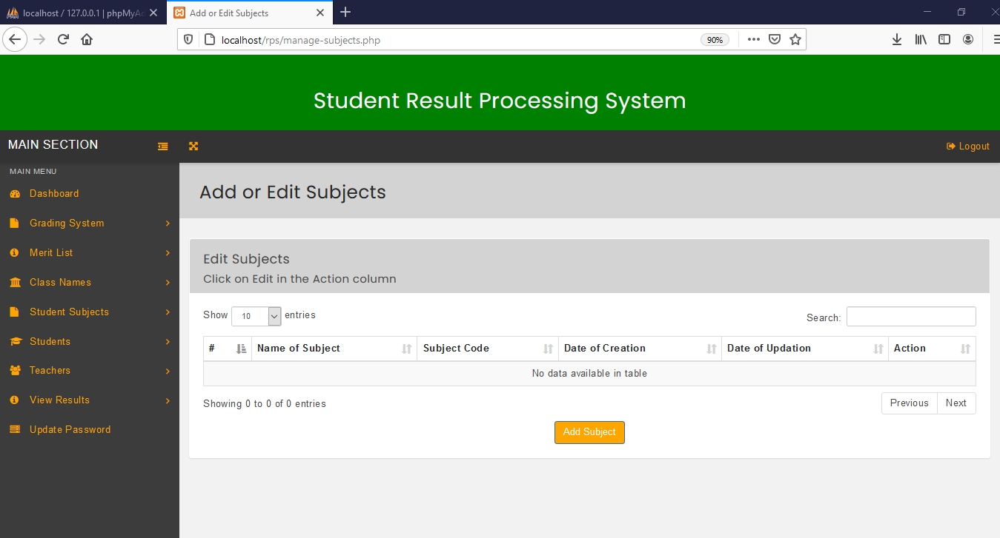 localhost / 127.0.0.1 | phpMyAd
Add or Edit Subjects
localhost/rps/manage-subjects.php
90%
Student Result Processing System
MAIN SECTION
Logout
MAIN MENU
Dashboard
Grading System
Merit List
Class Names
Student Subjects
Students
Teachers
View Results
Update Password
Add or Edit Subjects
Edit Subjects
Click on Edit in the Action column
Show 10 entries
Search:
# Name of Subject Subject Code Date of Creation Date of Updation Action
No data available in table
Showing 0 to 0 of 0 entries
Previous Next
Add Subject